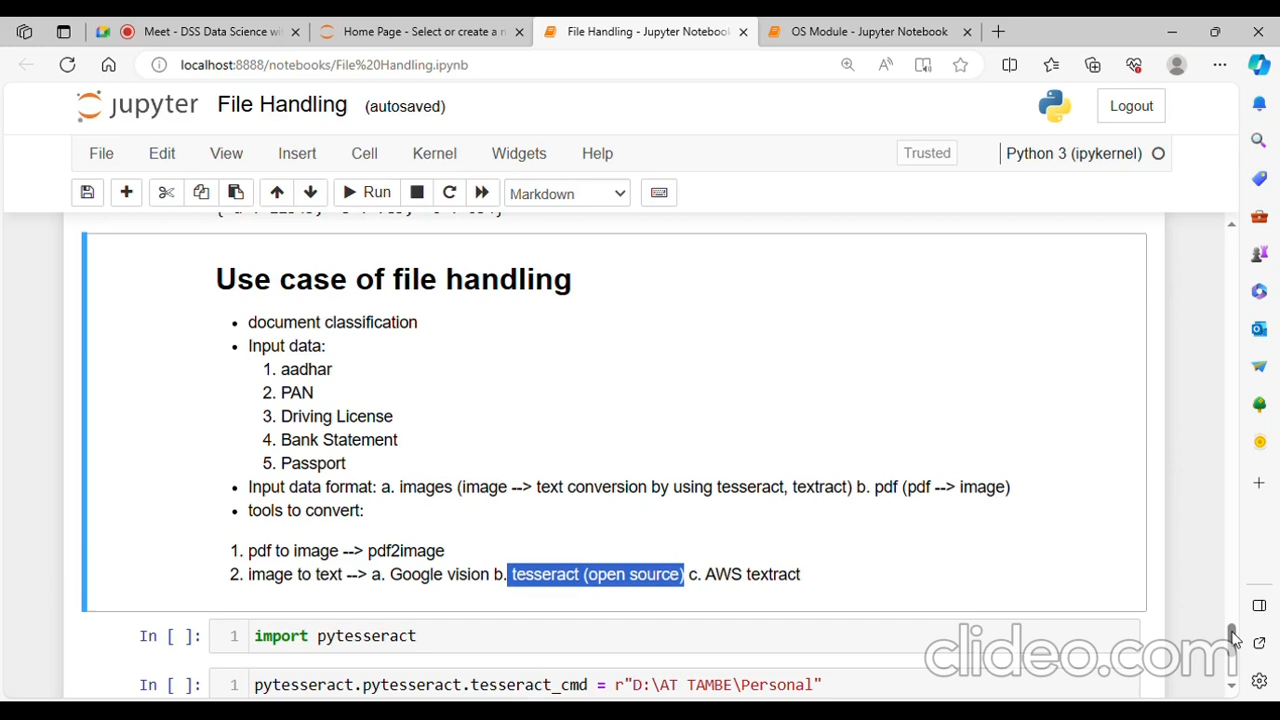 Meet - DSS Data Science wi
Home Page - Select or create a n
File Handling - Jupyter Notebook
OS Module - Jupyter Notebook
localhost:8888/notebooks/File%20Handling.ipynb
jupyter File Handling (autosaved)
Logout
File Edit View Insert Cell Kernel Widgets Help
Trusted
Python 3 (ipykernel)
Run
Markdown
Use case of file handling
• document classification
• Input data:
1. aadhar
2. PAN
3. Driving License
4. Bank Statement
5. Passport
• Input data format: a. images (image --> text conversion by using tesseract, textract) b. pdf (pdf --> image)
• tools to convert:
1. pdf to image --> pdf2image
2. image to text --> a. Google vision b. tesseract (open source) c. AWS textract
In [ ]: 1 import pytesseract
clideo.com
In [ ]: 1 pytesseract.pytesseract.tesseract_cmd = r"D:\AT TAMBE\Personal"